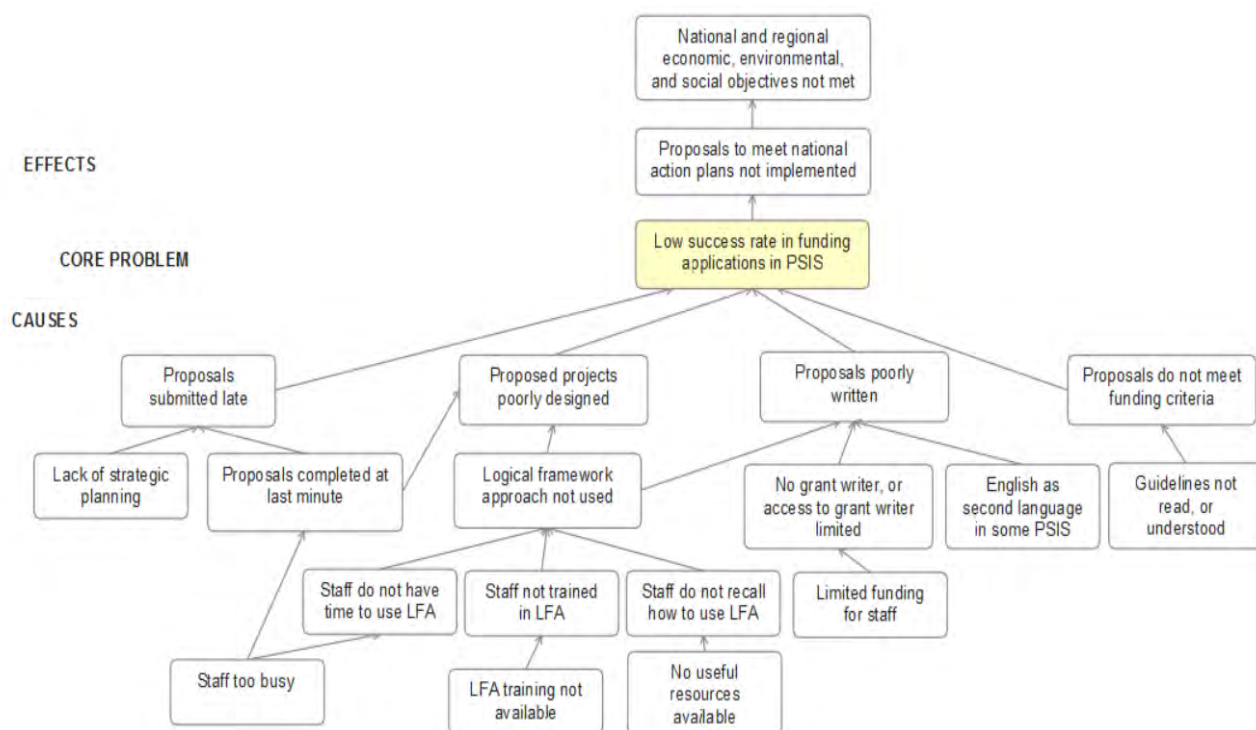 National and regional
economic, environmental,
and social objectives not met
EFFECTS
Proposals to meet national
action plans not implemented
CORE PROBLEM
Low success rate in funding
applications in PSIS
CAUSES
Proposals
submitted late
Proposed projects
poorly designed
Proposals poorly
written
Proposals do not meet
funding criteria
Lack of strategic
planning
Proposals completed at
last minute
Logical framework
approach not used
No grant writer, or
access to grant writer
limited
English as
second language
in some PSIS
Guidelines not
read, or
understood
Staff do not have
time to use LFA
Staff not trained
in LFA
Staff do not recall
how to use LFA
Limited funding
for staff
Staff too busy
LFA training not
available
No useful
resources
available